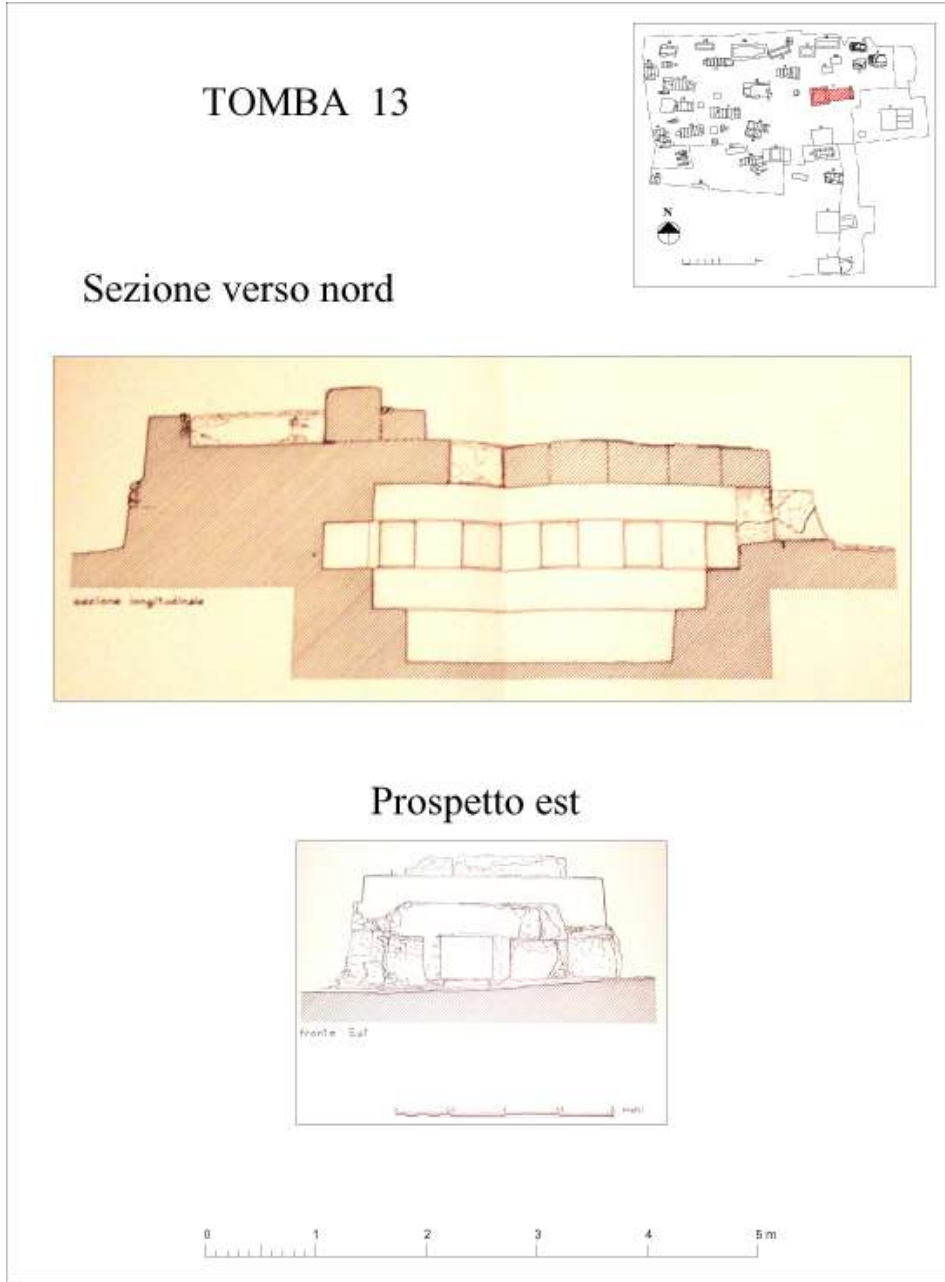 TOMBA 13
N
Sezione verso nord
sezione longitudinale
Prospetto est
fronte Est
metri
0 1 2 3 4 5 m